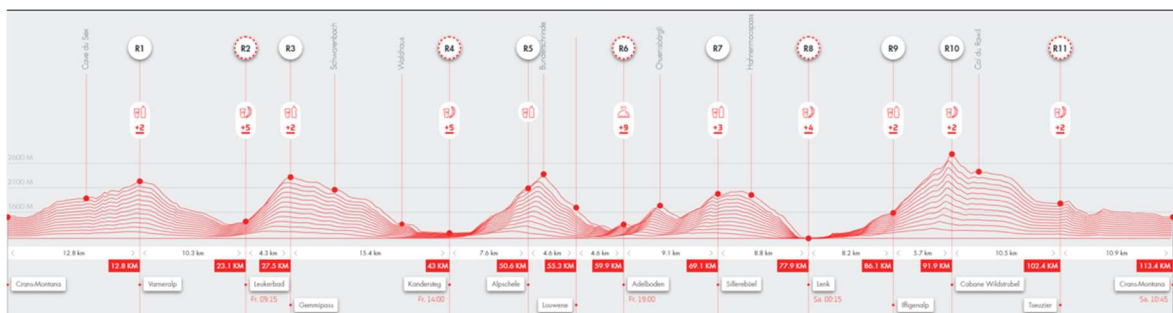 R1
R2
R3
R4
R5
R6
R7
R8
R9
R10
R11
Cave du Sex
Schwarenbach
Waldhaus
Bunderchrinde
Chuenisbärgli
Hahnenmoospass
Col du Rawil
+2
+5
+2
+5
+9
+3
+4
+2
+2
+2
2600 M
2100 M
1600 M
12.8 km
10.3 km
4.3 km
15.4 km
7.6 km
4.6 km
4.6 km
9.1 km
8.8 km
8.2 km
5.7 km
10.5 km
10.9 km
12.8 KM
23.1 KM
27.5 KM
43 KM
50.6 KM
55.3 KM
59.9 KM
69.1 KM
77.9 KM
86.1 KM
91.9 KM
102.4 KM
113.4 KM
Crans-Montana
Varneralp
Leukerbad
Fr. 09:15
Gemmipass
Kandersteg
Fr. 14:00
Alpschele
Louwene
Adelboden
Fr. 19:00
Sillerebüel
Lenk
Sa. 00:15
Iffigenalp
Cabane Wildstrubel
Tseuzier
Crans-Montana
Sa. 10:45